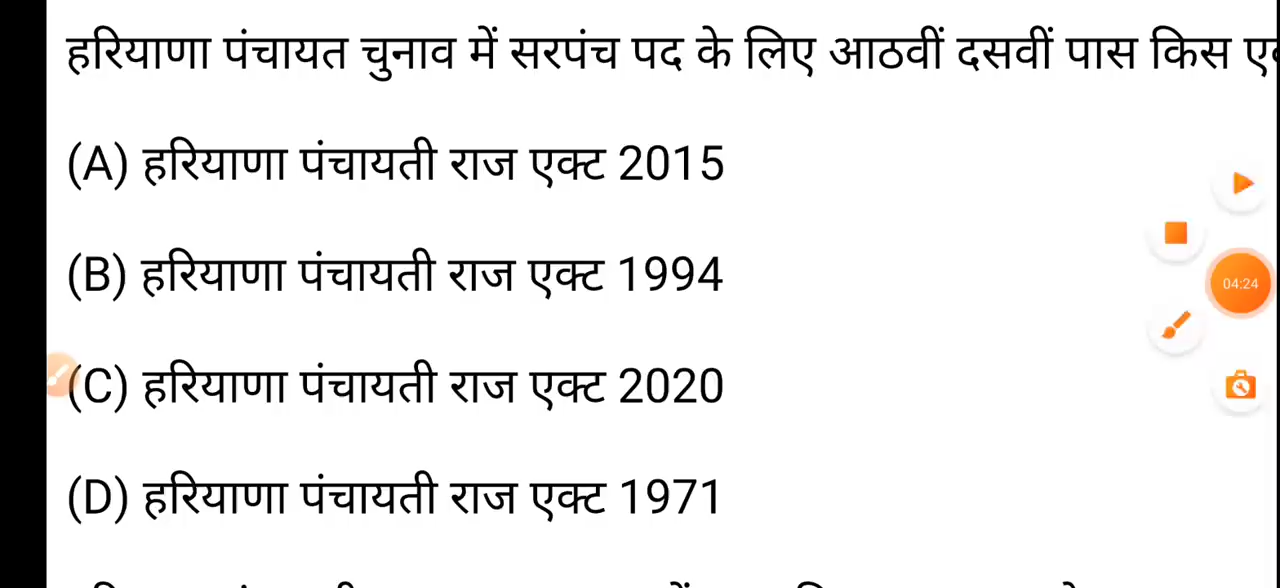 हरियाणा पंचायत चुनाव में सरपंच पद के लिए आठवीं दसवीं पास किस
(A) हरियाणा पंचायती राज एक्ट 2015
(B) हरियाणा पंचायती राज एक्ट 1994
(C) हरियाणा पंचायती राज एक्ट 2020
(D) हरियाणा पंचायती राज एक्ट 1971
04:24